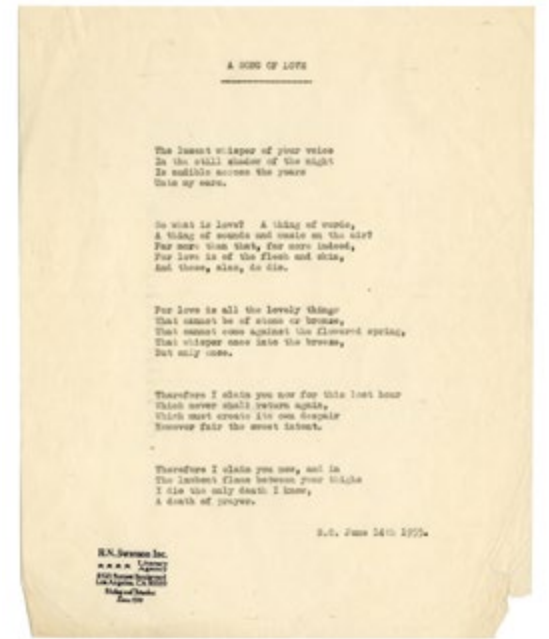 A SONG OF LOVE
The whisper of your voice
In the still shadow of the night
Is audible across the years
Unto my ears.
So what is love? A thing of words,
A thing of sounds and music on the air?
Far more than that, far more indeed,
For love is of the flesh and skin,
And these, alas, do die.
For love is all the lovely things
That cannot be of stone or bronze,
That cannot come against the flowered spring,
That whisper once into the breeze,
But only once.
Therefore I claim you now for this last hour
Which never shall return again,
Which must create its own despair
However fair the sweet intent.
Therefore I claim you now, and in
The lambent flame between your thighs
I die the only death I know,
A death of prayer.
June 14th
H.N. Swanson Inc.
Literary
Agency
Sunset Boulevard
Los Angeles, CA